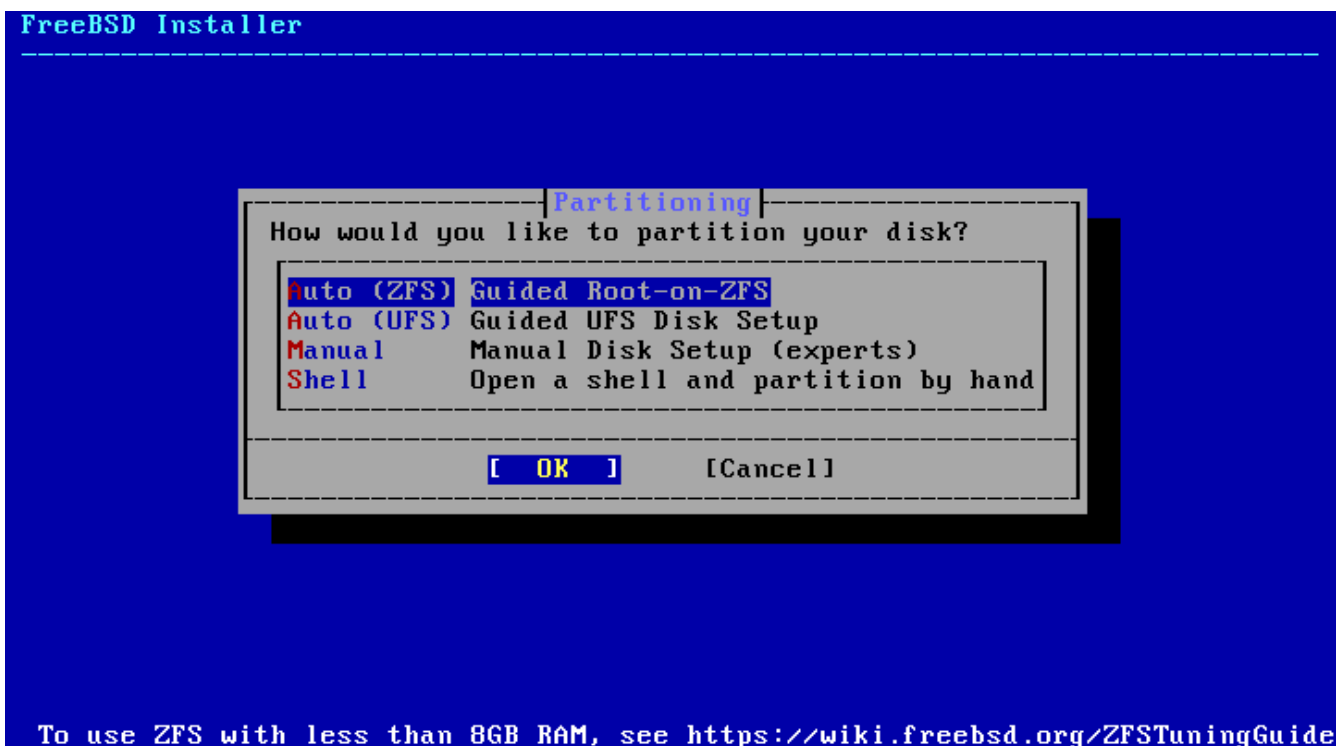 FreeBSD Installer
Partitioning
How would you like to partition your disk?
Auto (ZFS) Guided Root-on-ZFS
Auto (UFS) Guided UFS Disk Setup
Manual Manual Disk Setup (experts)
Shell Open a shell and partition by hand
[ OK ] [Cancel]
To use ZFS with less than 8GB RAM, see https://wiki.freebsd.org/ZFSTuningGuide